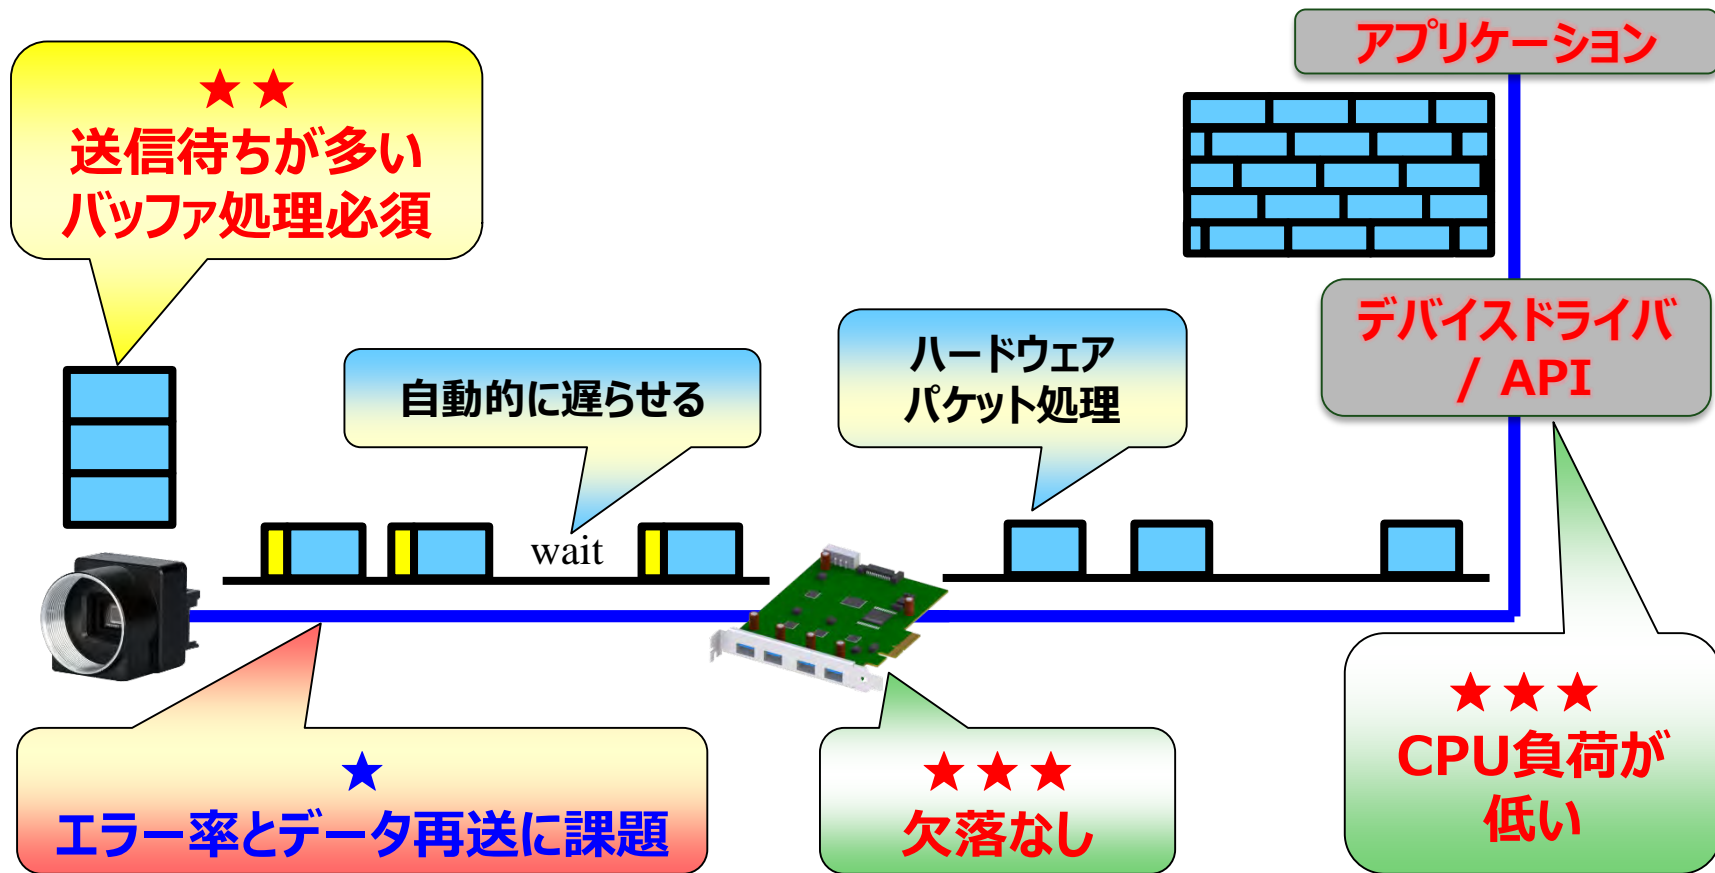 アプリケーション
★★
送信待ちが多い
バッファ処理必須
デバイスドライバ
/ API
ハードウェア
パケット処理
自動的に遅らせる
wait
★
エラー率とデータ再送に課題
★★★
欠落なし
★★★
CPU負荷が
低い